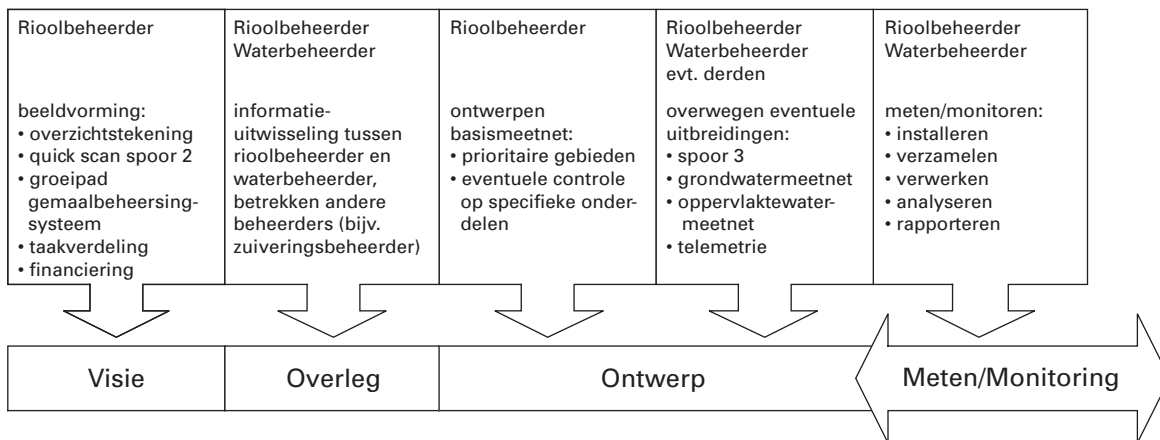 Rioolbeheerder
beeldvorming:
• overzichtstekening
• quick scan spoor 2
• groeipad
gemaalbeheersing-
systeem
• taakverdeling
• financiering
Rioolbeheerder
Waterbeheerder
informatie-
uitwisseling tussen
rioolbeheerder en
waterbeheerder,
betrekken andere
beheerders (bijv.
zuiveringsbeheerder)
Rioolbeheerder
ontwerpen
basismeetnet:
• prioritaire gebieden
• eventuele controle
op specifieke onder-
delen
Rioolbeheerder
Waterbeheerder
evt. derden
overwegen eventuele
uitbreidingen:
• spoor 3
• grondwatermeetnet
• oppervlaktewater-
meetnet
• telemetrie
Rioolbeheerder
Waterbeheerder
meten/monitoren:
• installeren
• verzamelen
• verwerken
• analyseren
• rapporteren
Visie
Overleg
Ontwerp
Meten/Monitoring